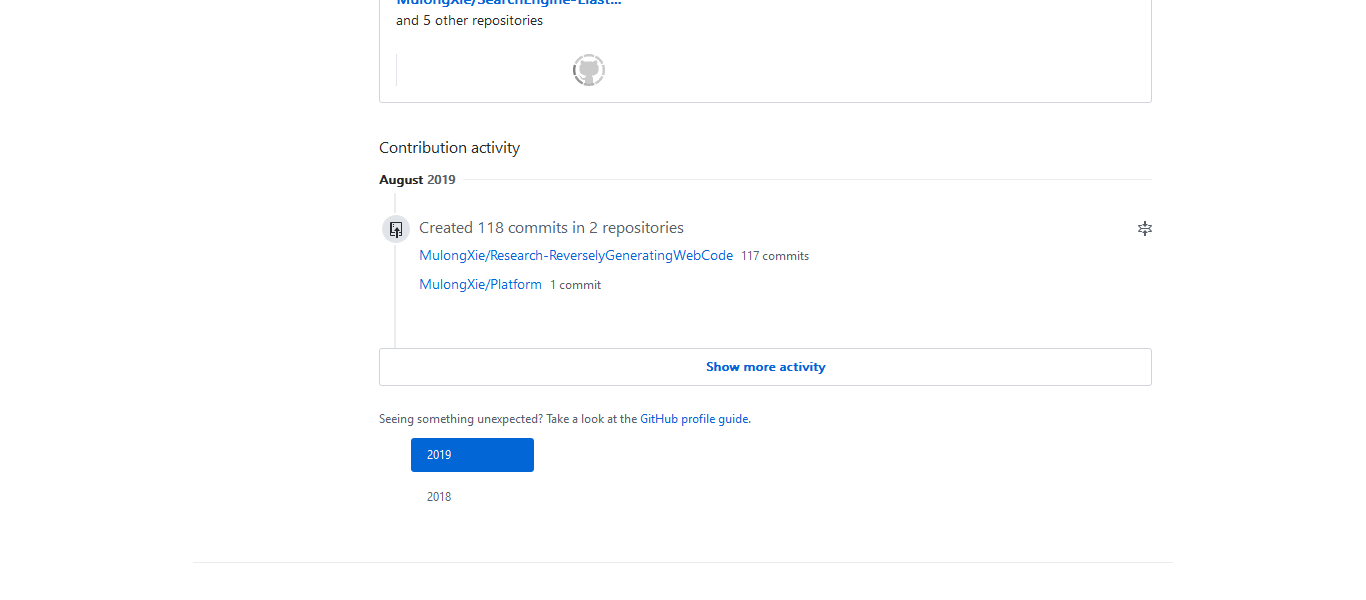 MulongXie/SearchEngine-Elast...
and 5 other repositories
Contribution activity
August 2019
Created 118 commits in 2 repositories
MulongXie/Research-ReverselyGeneratingWebCode 117 commits
MulongXie/Platform 1 commit
Show more activity
Seeing something unexpected? Take a look at the GitHub profile guide.
2019
2018